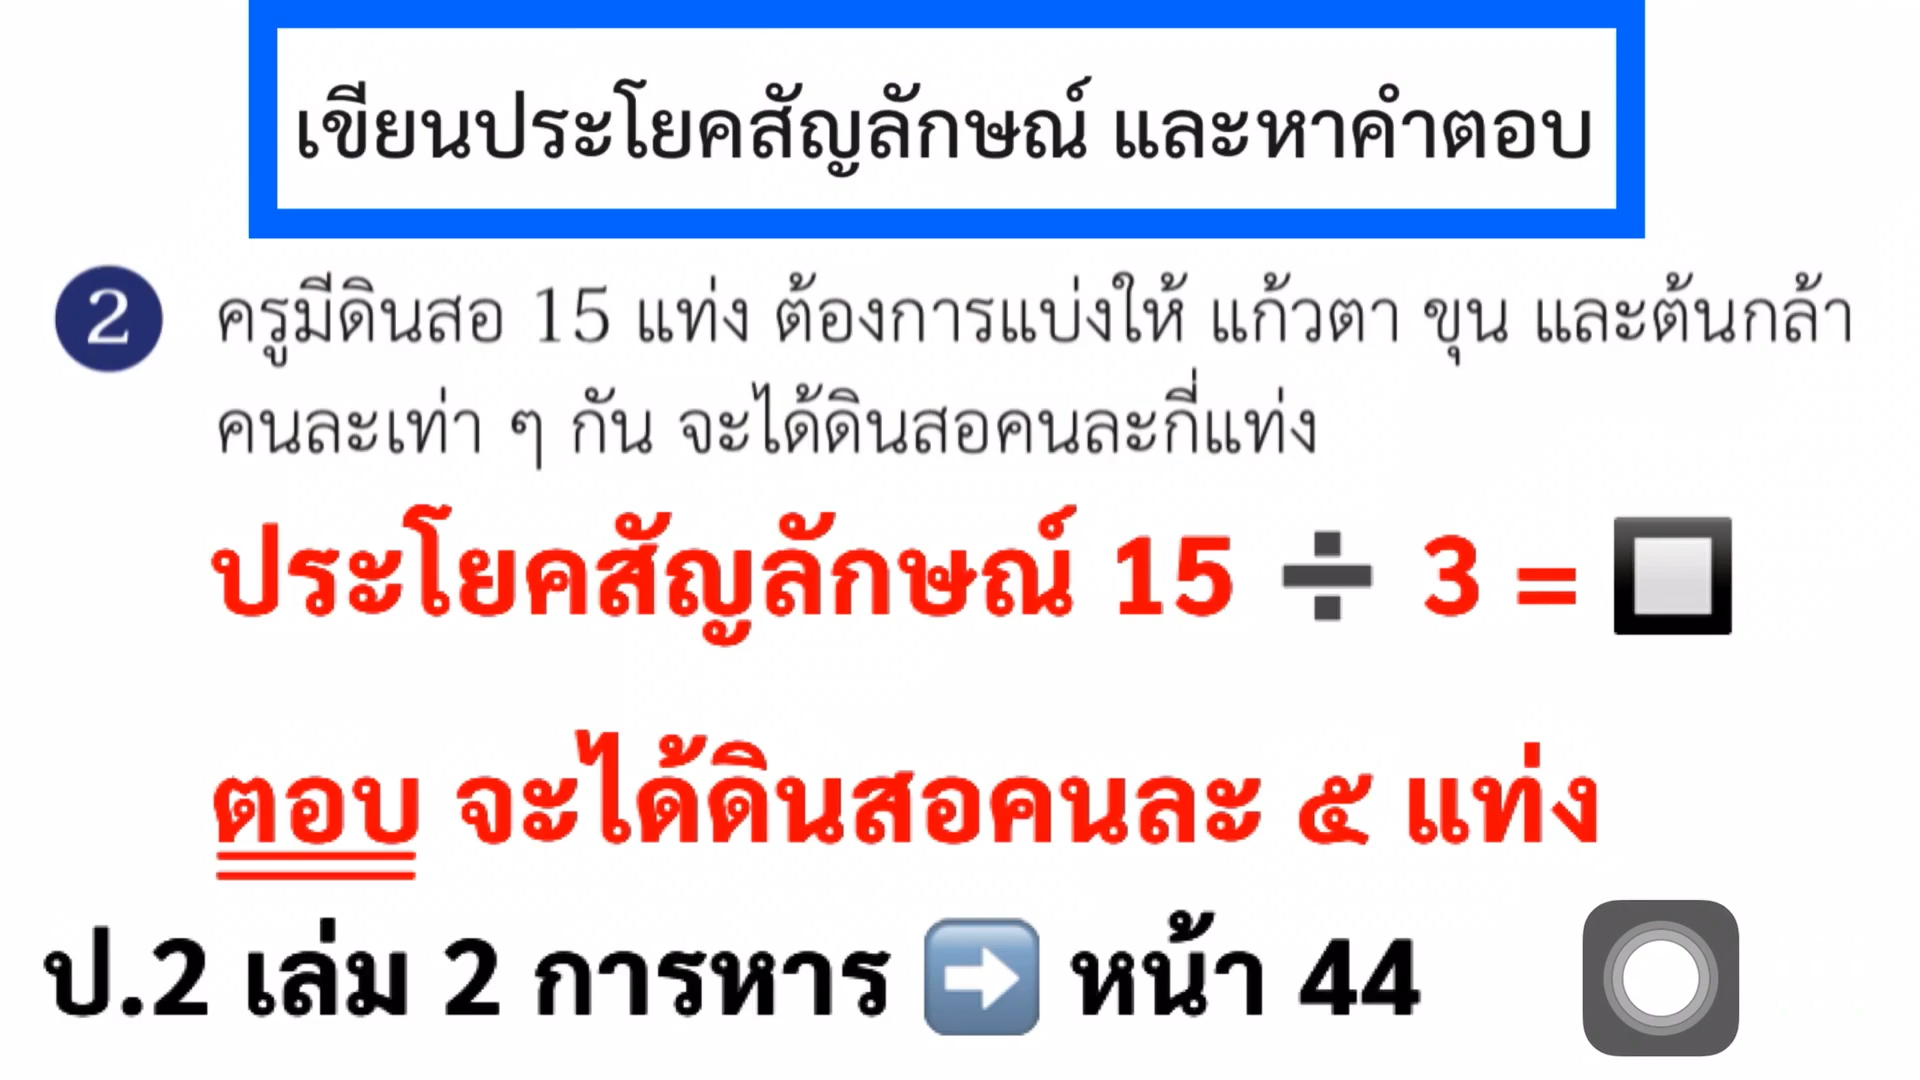 เขียนประโยคสัญลักษณ์ และหาคำตอบ
2 ครูมีดินสอ 15 แท่ง ต้องการแบ่งให้ แก้วตา ขุน และต้นกล้า
คนละเท่า ๆ กัน จะได้ดินสอคนละกี่แท่ง
ประโยคสัญลักษณ์ 15 ➗ 3 = 🔲
ตอบ จะได้ดินสอคนละ ๕ แท่ง
ป.2 เล่ม 2 การหาร ➡️ หน้า 44